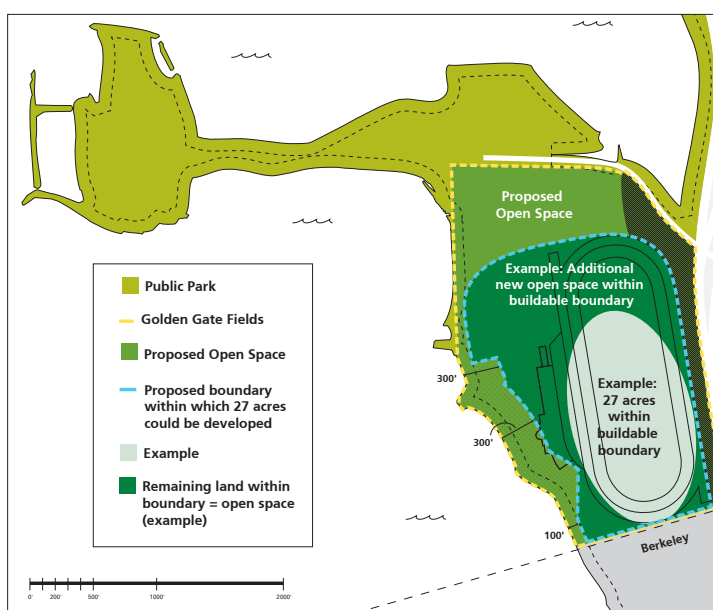 Proposed
Open Space
Example: Additional
new open space within
buildable boundary
Public Park
Golden Gate Fields
Proposed Open Space
Proposed boundary
within which 27 acres
could be developed
Example
Remaining land within
boundary = open space
(example)
300'
300'
Example:
27 acres
within
buildable
boundary
100'
Berkeley
0' 200' 500' 1000' 2000'